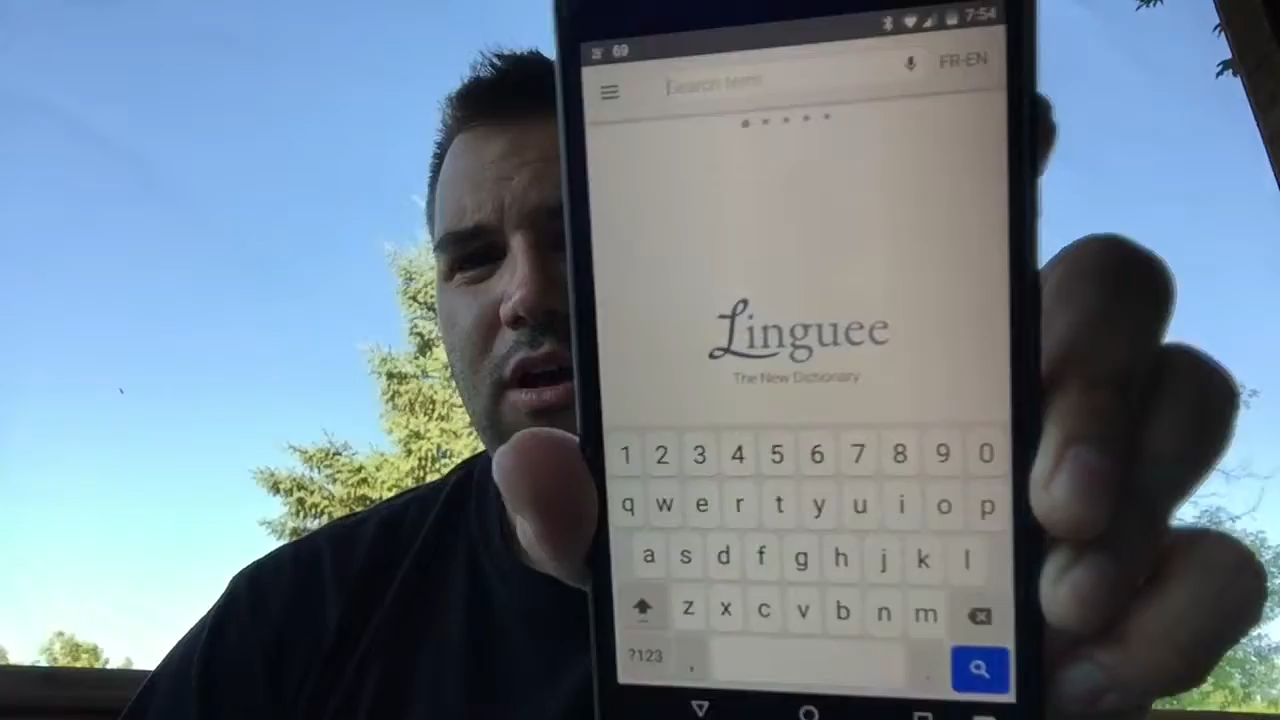 69 7:54
Search term FR-EN
Linguee
The New Dictionary
1 2 3 4 5 6 7 8 9 0
q w e r t y u i o p
a s d f g h j k l
z x c v b n m
?123 , .